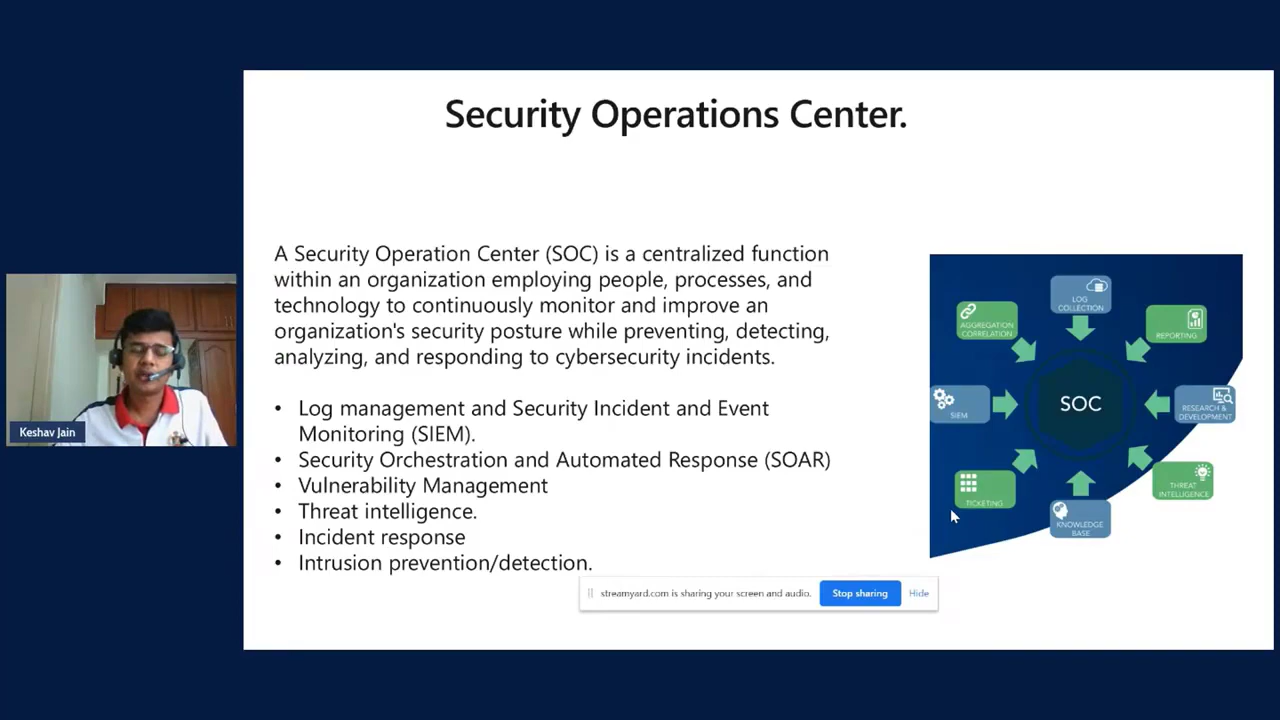 Security Operations Center.
A Security Operation Center (SOC) is a centralized function
within an organization employing people, processes, and
technology to continuously monitor and improve an
organization's security posture while preventing, detecting,
analyzing, and responding to cybersecurity incidents.
• Log management and Security Incident and Event
Monitoring (SIEM).
• Security Orchestration and Automated Response (SOAR)
• Vulnerability Management
• Threat intelligence.
• Incident response
• Intrusion prevention/detection.
LOG
COLLECTION
AGGREGATION
CORRELATION
REPORTING
SIEM
SOC
RESEARCH &
DEVELOPMENT
TICKETING
THREAT
INTELLIGENCE
KNOWLEDGE
BASE
Keshav Jain
streamyard.com is sharing your screen and audio.
Stop sharing
Hide